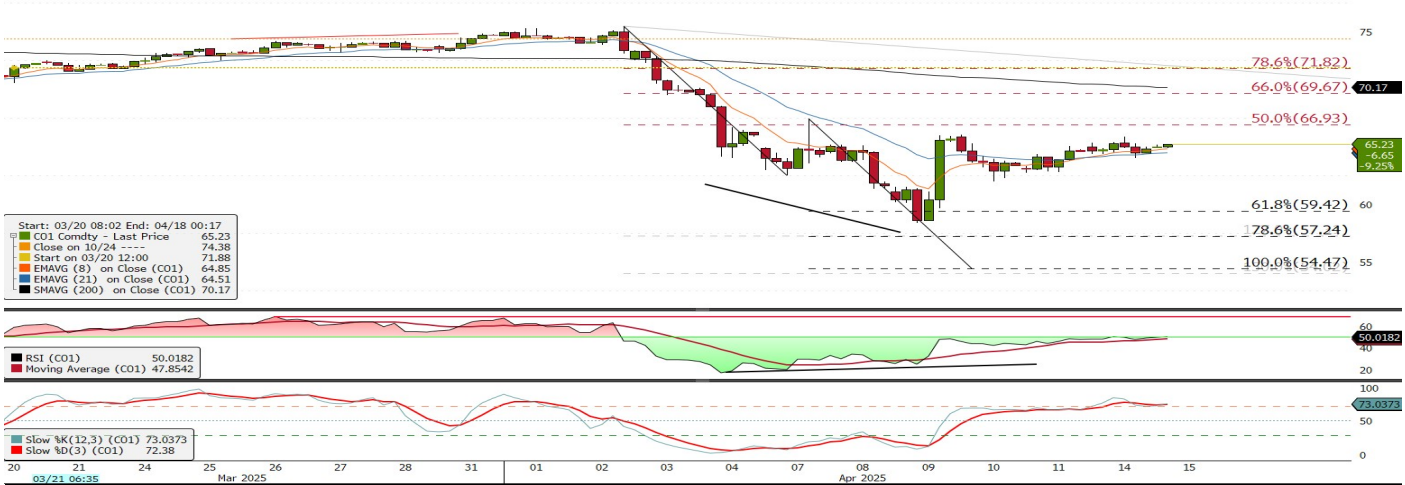 75
78.6%(71.82)
66.0%(69.67)
70.17
50.0%(66.93)
65.23
-6.65
-9.25%
61.8%(59.42)
60
78.6%(57.24)
55
100.0%(54.47)
Start: 03/20 08:02 End: 04/18 00:17
CO1 Comdty - Last Price 65.23
Close on 10/24 ---- 74.38
Start on 03/20 12:00 71.88
EMAVG (8) on Close (CO1) 64.85
EMAVG (21) on Close (CO1) 64.51
SMAVG (200) on Close (CO1) 70.17
60
50.0182
40
20
RSI (CO1) 50.0182
Moving Average (CO1) 47.8542
100
73.0373
50
0
Slow %K(12,3) (CO1) 73.0373
Slow %D(3) (CO1) 72.38
20 21 24 25 26 27 28 31 01 02 03 04 07 08 09 10 11 14 15
03/21 06:35 Mar 2025 Apr 2025